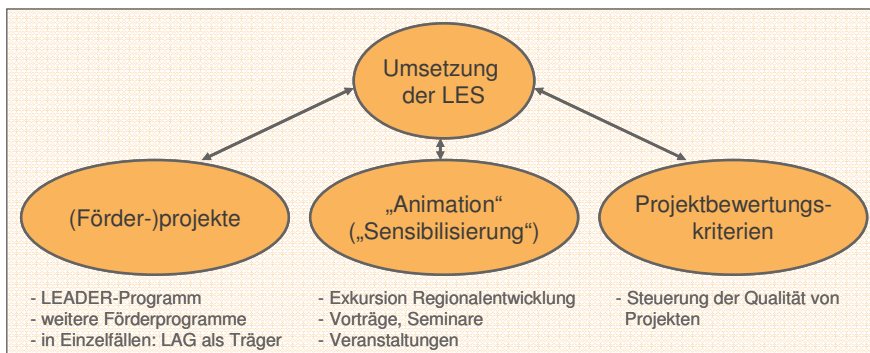 Umsetzung
der LES
(Förder-)projekte
„Animation“
(„Sensibilisierung“)
Projektbewertungs-
kriterien
- LEADER-Programm
- weitere Förderprogramme
- in Einzelfällen: LAG als Träger
- Exkursion Regionalentwicklung
- Vorträge, Seminare
- Veranstaltungen
- Steuerung der Qualität von
Projekten